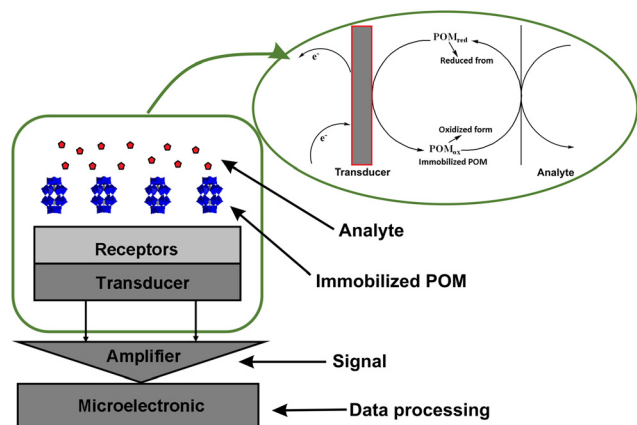 POMred
Reduced from
e-
e-
Oxidized form
POMox
Immobilized POM
Transducer
Analyte
Analyte
Receptors
Immobilized POM
Transducer
Amplifier
Signal
Microelectronic
Data processing